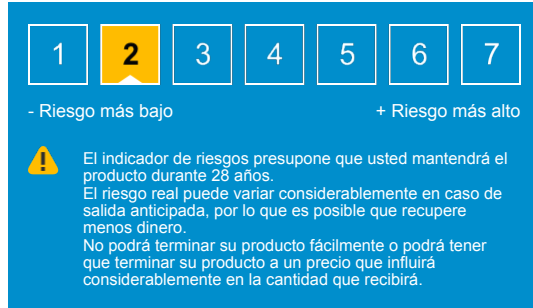 1 2 3 4 5 6 7
- Riesgo más bajo + Riesgo más alto
El indicador de riesgos presupone que usted mantendrá el
producto durante 28 años.
El riesgo real puede variar considerablemente en caso de
salida anticipada, por lo que es posible que recupere
menos dinero.
No podrá terminar su producto fácilmente o podrá tener
que terminar su producto a un precio que influirá
considerablemente en la cantidad que recibirá.